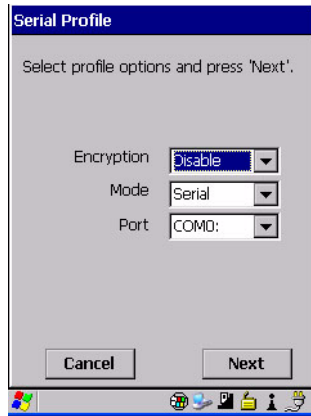 Serial Profile
Select profile options and press 'Next'.
Encryption Disable
Mode Serial
Port COM0:
Cancel Next